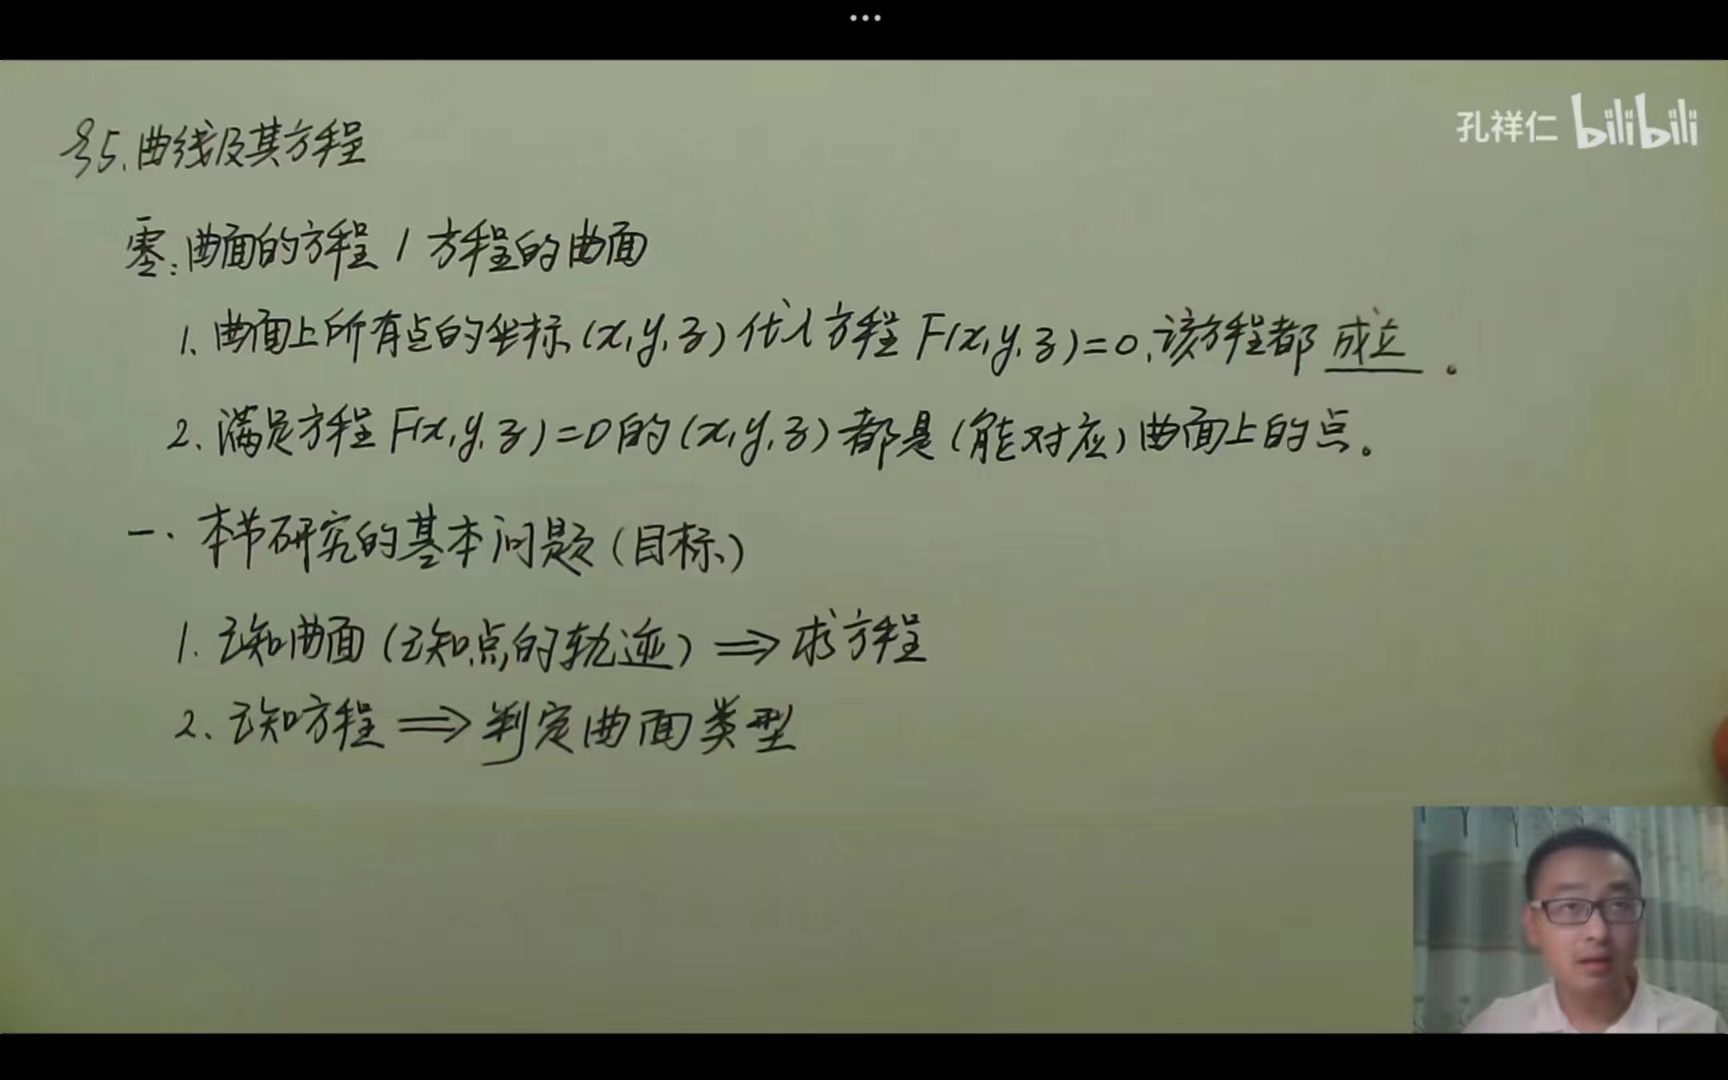 ...
孔祥仁 bilibili
§5.曲线及其方程
零:曲面的方程 / 方程的曲面
1.曲面上所有点的坐标(x,y,z)代入方程F(x,y,z)=0,该方程都 成立 。
2.满足方程F(x,y,z)=0的(x,y,z)都是(能对应)曲面上的点。
一.本节研究的基本问题(目标)
1.已知曲面(已知点的轨迹)⟹求方程
2.已知方程⟹判定曲面类型